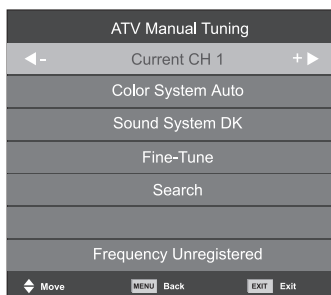 ATV Manual Tuning
- Current CH 1 +
Color System Auto
Sound System DK
Fine-Tune
Search
Frequency Unregistered
Move MENU Back EXIT Exit